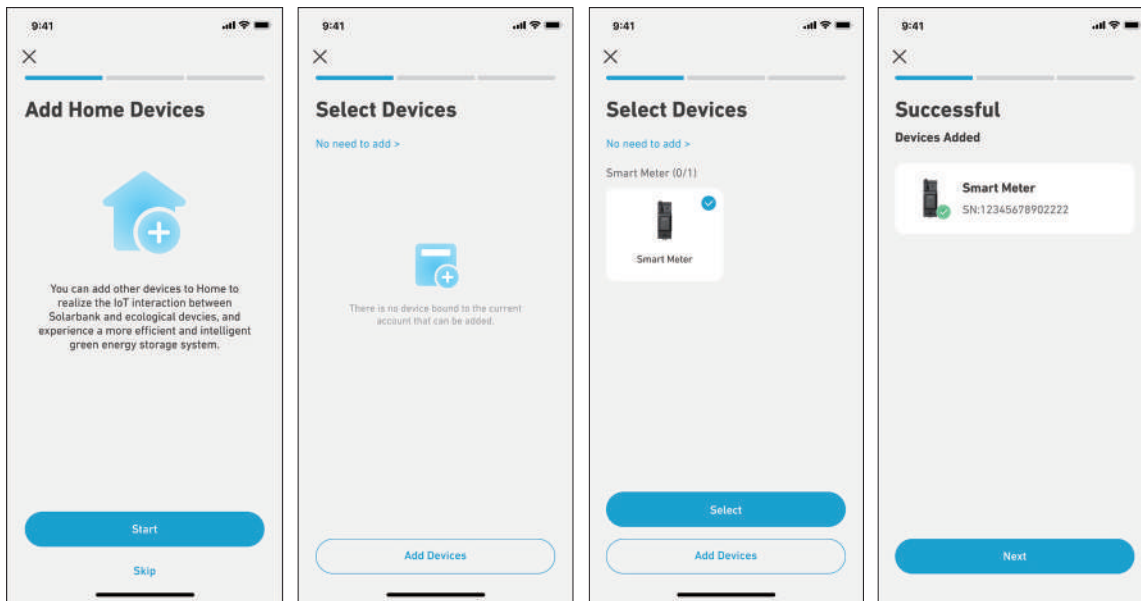 9:41
Add Home Devices
You can add other devices to Home to
realize the IoT interaction between
Solarbank and ecological devcies, and
experience a more efficient and intelligent
green energy storage system.
Start
Skip
9:41
Select Devices
No need to add >
There is no device bound to the current
account that can be added.
Add Devices
9:41
Select Devices
No need to add >
Smart Meter (0/1)
Smart Meter
Select
Add Devices
9:41
Successful
Devices Added
Smart Meter
SN:12345678902222
Next